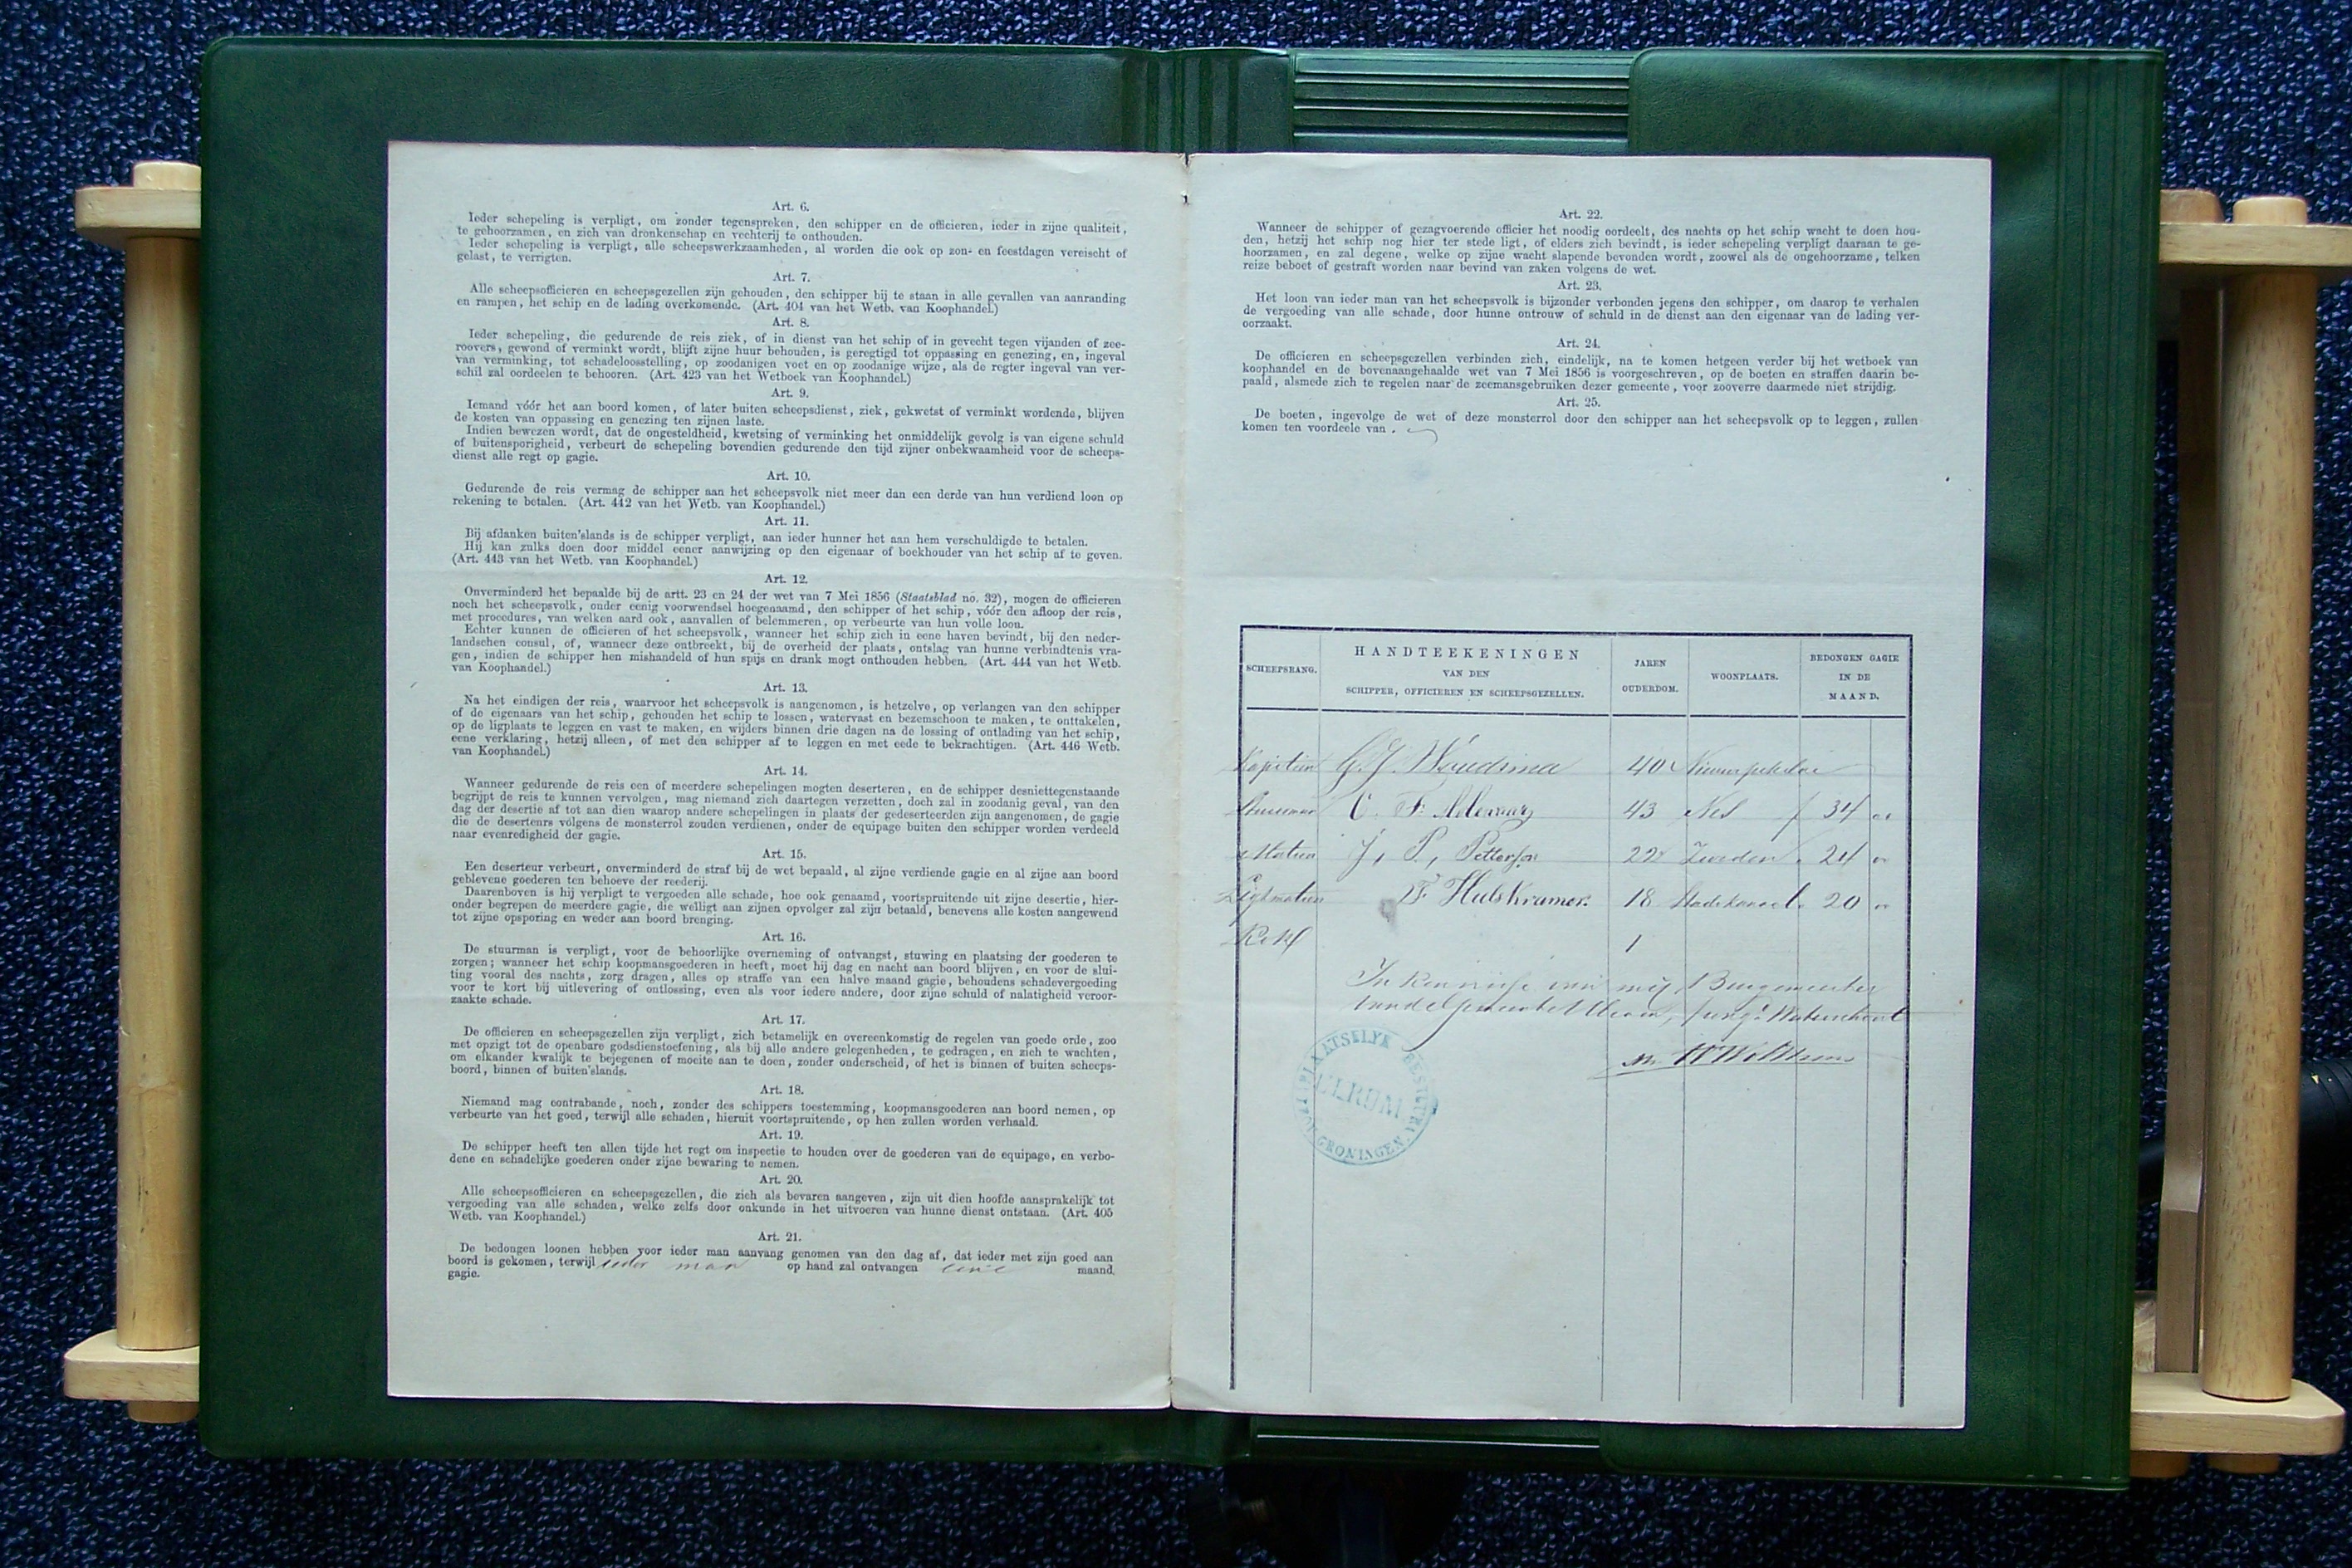 Art. 6.
Ieder schepeling is verpligt, om zonder tegenspreken, den schipper en de officieren, ieder in zijne qualiteit,
te gehoorzamen, en zich van dronkenschap en vechterij te onthouden.
Ieder schepeling is verpligt, alle scheepswerkzaamheden, al worden die ook op zon- en feestdagen vereischt of
gelast, te verrigten.
Art. 7.
Alle scheepsofficieren en scheepsgezellen zijn gehouden, den schipper bij te staan in alle gevallen van aanranding
en rampen, het schip en de lading overkomende. (Art. 404 van het Wetb. van Koophandel.)
Art. 8.
Ieder schepeling, die gedurende de reis ziek, of in dienst van het schip of in gevecht tegen vijanden of zee-
roovers, gewond of verminkt wordt, blijft zijne huur behouden, is geregtigd tot oppassing en genezing, en, ingeval
van verminking, tot schadeloosstelling, op zoodanigen voet en op zoodanige wijze, als de regter ingeval van ver-
schil zal oordeelen te behooren. (Art. 423 van het Wetboek van Koophandel.)
Art. 9.
Iemand vóór het aan boord komen, of later buiten scheepsdienst, ziek, gekwetst of verminkt wordende, blijven
de kosten van oppassing en genezing ten zijnen laste.
Indien bewezen wordt, dat de ongesteldheid, kwetsing of verminking het onmiddelijk gevolg is van eigene schuld
of buitensporigheid, verbeurt de schepeling bovendien gedurende den tijd zijner onbekwaamheid voor de scheeps-
dienst alle regt op gagie.
Art. 10.
Gedurende de reis vermag de schipper aan het scheepsvolk niet meer dan een derde van hun verdiend loon op
rekening te betalen. (Art. 442 van het Wetb. van Koophandel.)
Art. 11.
Bij afdanken buiten'slands is de schipper verpligt, aan ieder hunner het aan hem verschuldigde te betalen.
Hij kan zulks doen door middel eener aanwijzing op den eigenaar of boekhouder van het schip af te geven.
(Art. 443 van het Wetb. van Koophandel.)
Art. 12.
Onverminderd het bepaalde bij de artt. 23 en 24 der wet van 7 Mei 1856 (Staatsblad no. 32), mogen de officieren
noch het scheepsvolk, onder eenig voorwendsel hoegenaamd, den schipper of het schip, vóór den afloop der reis,
met procedures, van welken aard ook, aanvallen of belemmeren, op verbeurte van hun volle loon.
Echter kunnen de officieren of het scheepsvolk, wanneer het schip zich in eene haven bevindt, bij den neder-
landschen consul, of, wanneer deze ontbreekt, bij de overheid der plaats, ontslag van hunne verbindtenis vra-
gen, indien de schipper hen mishandeld of hun spijs en drank mogt onthouden hebben. (Art. 444 van het Wetb.
van Koophandel.)
Art. 13.
Na het eindigen der reis, waarvoor het scheepsvolk is aangenomen, is hetzelve, op verlangen van den schipper
of de eigenaars van het schip, gehouden het schip te lossen, watervast en bezemschoon te maken, te onttakelen,
op de ligplaats te leggen en vast te maken, en wijders binnen drie dagen na de lossing of ontlading van het schip,
eene verklaring, hetzij alleen, of met den schipper af te leggen en met eede te bekrachtigen. (Art. 446 Wetb.
van Koophandel.)
Art. 14.
Wanneer gedurende de reis een of meerdere schepelingen mogten deserteren, en de schipper desniettegenstaande
begrijpt de reis te kunnen vervolgen, mag niemand zich daartegen verzetten, doch zal in zoodanig geval, van den
dag der desertie af tot aan dien waarop andere schepelingen in plaats der gedeserteerden zijn aangenomen, de gagie
die de deserteurs volgens de monsterrol zouden verdienen, onder de equipage buiten den schipper worden verdeeld
naar evenredigheid der gagie.
Art. 15.
Een deserteur verbeurt, onverminderd de straf bij de wet bepaald, al zijne verdiende gagie en al zijne aan boord
geblevene goederen ten behoeve der reederij.
Daarenboven is hij verpligt te vergoeden alle schade, hoe ook genaamd, voortspruitende uit zijne desertie, hier-
onder begrepen de meerdere gagie, die welligt aan zijnen opvolger zal zijn betaald, benevens alle kosten aangewend
tot zijne opsporing en weder aan boord brenging.
Art. 16.
De stuurman is verpligt, voor de behoorlijke overneming of ontvangst, stuwing en plaatsing der goederen te
zorgen; wanneer het schip koopmansgoederen in heeft, moet hij dag en nacht aan boord blijven, en voor de slui-
ting vooral des nachts, zorg dragen, alles op straffe van een halve maand gagie, behoudens schadevergoeding
voor te kort bij uitlevering of ontlossing, even als voor iedere andere, door zijne schuld of nalatigheid veroor-
zaakte schade.
Art. 17.
De officieren en scheepsgezellen zijn verpligt, zich betamelijk en overeenkomstig de regelen van goede orde, zoo
met opzigt tot de openbare godsdienstoefening, als bij alle andere gelegenheden, te gedragen, en zich te wachten,
om elkander kwalijk te bejegenen of moeite aan te doen, zonder onderscheid, of het is binnen of buiten scheeps-
boord, binnen of buiten'slands.
Art. 18.
Niemand mag contrabande, noch, zonder des schippers toestemming, koopmansgoederen aan boord nemen, op
verbeurte van het goed, terwijl alle schaden, hieruit voortspruitende, op hen zullen worden verhaald.
Art. 19.
De schipper heeft ten allen tijde het regt om inspectie te houden over de goederen van de equipage, en verbo-
dene en schadelijke goederen onder zijne bewaring te nemen.
Art. 20.
Alle scheepsofficieren en scheepsgezellen, die zich als bevaren aangeven, zijn uit dien hoofde aansprakelijk tot
vergoeding van alle schaden, welke zelfs door onkunde in het uitvoeren van hunne dienst ontstaan. (Art. 405
Wetb. van Koophandel.)
Art. 21.
De bedongen loonen hebben voor ieder man aanvang genomen van den dag af, dat ieder met zijn goed aan
boord is gekomen, terwijl ieder man op hand zal ontvangen eene maand.
gagie.
Art. 22.
Wanneer de schipper of gezagvoerende officier het noodig oordeelt, des nachts op het schip wacht te doen hou-
den, hetzij het schip nog hier ter stede ligt, of elders zich bevindt, is ieder schepeling verpligt daaraan te ge-
hoorzamen, en zal degene, welke op zijne wacht slapende bevonden wordt, zoowel als de ongehoorzame, telken
reize beboet of gestraft worden naar bevind van zaken volgens de wet.
Art. 23.
Het loon van ieder man van het scheepsvolk is bijzonder verbonden jegens den schipper, om daarop te verhalen
de vergoeding van alle schade, door hunne ontrouw of schuld in de dienst aan den eigenaar van de lading ver-
oorzaakt.
Art. 24.
De officieren en scheepsgezellen verbinden zich, eindelijk, na te komen hetgeen verder bij het wetboek van
koophandel en de bovenaangehaalde wet van 7 Mei 1856 is voorgeschreven, op de boeten en straffen daarin be-
paald, alsmede zich te regelen naar de zeemansgebruiken dezer gemeente, voor zooverre daarmede niet strijdig.
Art. 25.
De boeten, ingevolge de wet of deze monsterrol door den schipper aan het scheepsvolk op te leggen, zullen
komen ten voordeele van .
SCHEEPSRANG. HANDTEEKENINGEN VAN DEN SCHIPPER, OFFICIEREN EN SCHEEPSGEZELLEN. JAREN OUDERDOM. WOONPLAATS. BEDONGEN GAGIE IN DE MAAND.
Kapitein G. J. Woudsma 40 Nieuwe Pekela
Stuurman F. 43 Nes f 34
Matroos J. P. Petterson 22 Zweden 24
Ligtmatroos F Hulskramer. 18 Stadskanaal. 20
Kok 1
In kennisse van mij, Burgemeester
van de gemeente Ulrum, Waterschout
PLAATSELYK BESTUUR
ULRUM
GRONINGEN.